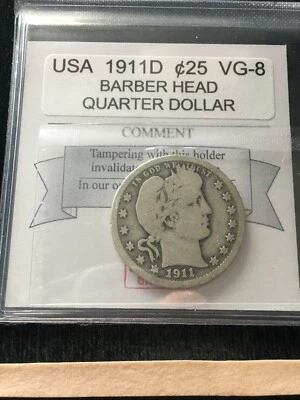 USA 1911D ¢25 VG-8
BARBER HEAD
QUARTER DOLLAR
COMMENT
Tampering with this holder
invalidat
In our o
IN GOD WE TRUST
1911